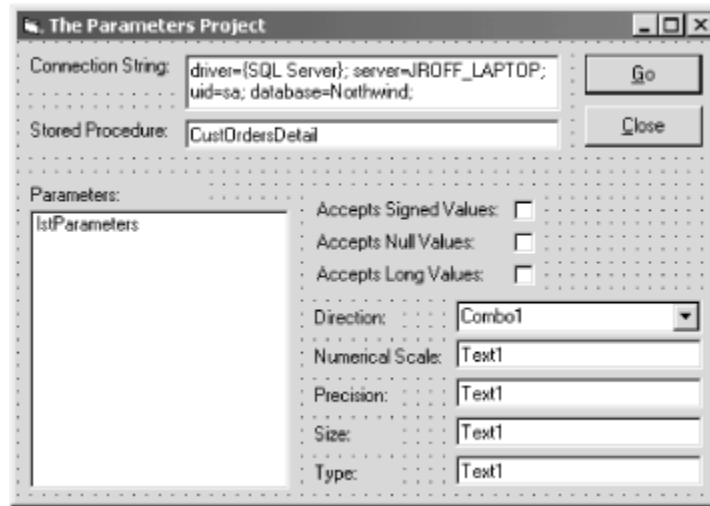 The Parameters Project
Connection String:
driver={SQL Server}; server=JROFF_LAPTOP;
uid=sa; database=Northwind;
Go
Stored Procedure:
CustOrdersDetail
Close
Parameters:
lstParameters
Accepts Signed Values:
Accepts Null Values:
Accepts Long Values:
Direction:
Combo1
Numerical Scale:
Text1
Precision:
Text1
Size:
Text1
Type:
Text1